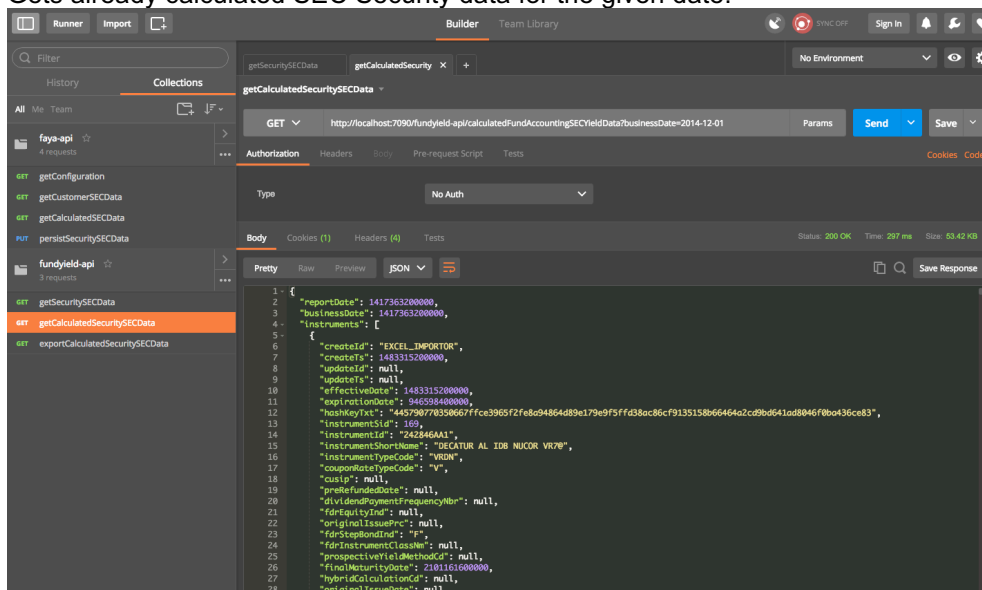 Gets already calculated SEC Security data for the given date.
Runner Import Builder Team Library SYNC OFF Sign In
Filter
History Collections
All Me Team
faya-api
4 requests
GET getConfiguration
GET getCustomerSECData
GET getCalculatedSECData
PUT persistSecuritySECData
fundyield-api
3 requests
GET getSecuritySECData
GET getCalculatedSecuritySECData
GET exportCalculatedSecuritySECData
getSecuritySECData getCalculatedSecurity X + No Environment
getCalculatedSecuritySECData
GET http://localhost:7090/fundyield-api/calculatedFundAccountingSECYieldData?businessDate=2014-12-01 Params Send Save
Authorization Headers Body Pre-request Script Tests Cookies Code
Type No Auth
Body Cookies (1) Headers (4) Tests Status: 200 OK Time: 297 ms Size: 53.42 KB
Pretty Raw Preview JSON Save Response
1 {
2 "reportDate": 1417363200000,
3 "businessDate": 1417363200000,
4 "instruments": [
5 {
6 "createId": "EXCEL_IMPORTOR",
7 "createTs": 1483315200000,
8 "updateId": null,
9 "updateTs": null,
10 "effectiveDate": 1483315200000,
11 "expirationDate": 946598400000,
12 "hashKeyTxt": "445790770350667ffce3965f2fe8a94864d89e179e9f5ffd38ac86cf9135158b66464a2cd9bd641ad8046f0ba436ce83",
13 "instrumentSid": 169,
14 "instrumentId": "242846AA1",
15 "instrumentShortName": "DECATUR AL IDB NUCOR VR7@",
16 "instrumentTypeCode": "VRDN",
17 "couponRateTypeCode": "V",
18 "cusip": null,
19 "preRefundedDate": null,
20 "dividendPaymentFrequencyNbr": null,
21 "fdrEquityInd": null,
22 "originalIssuePrc": null,
23 "fdrStepBondInd": "F",
24 "fdrInstrumentClassNm": null,
25 "prospectiveYieldMethodCd": null,
26 "finalMaturityDate": 2101161600000,
27 "hybridCalculationCd": null,
28 "originalIssueDate": null,